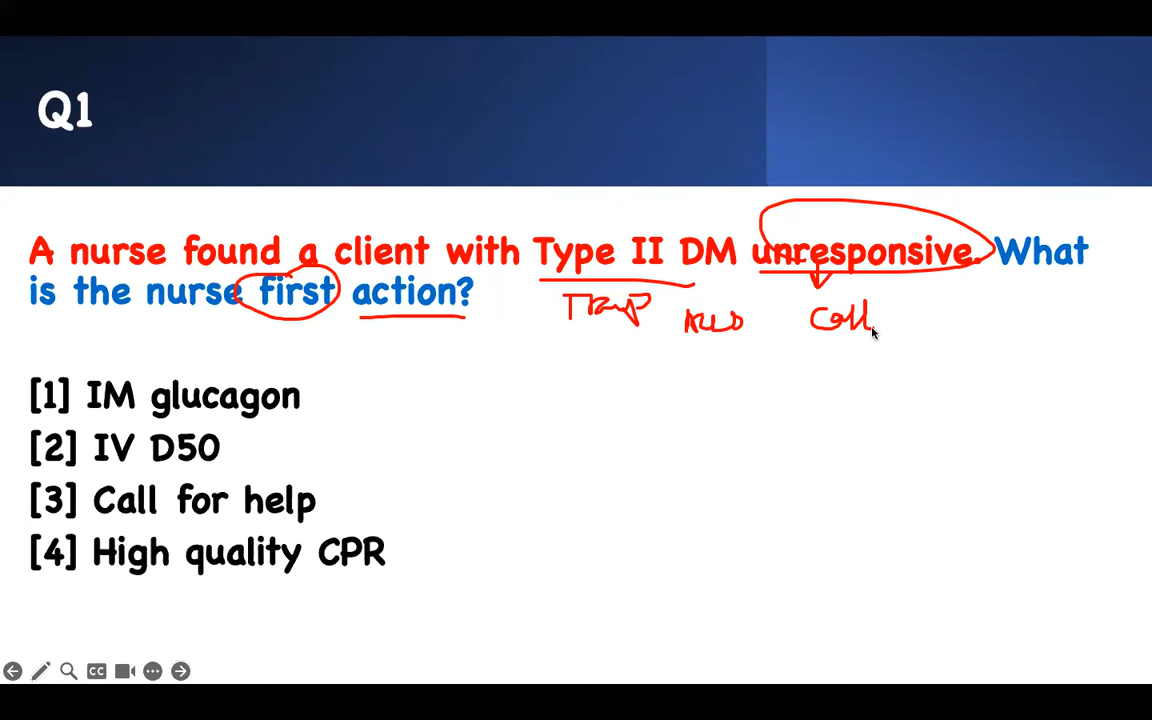 Q1
A nurse found a client with Type II DM unresponsive. What
is the nurse first action?
Call
[1] IM glucagon
[2] IV D50
[3] Call for help
[4] High quality CPR
CC